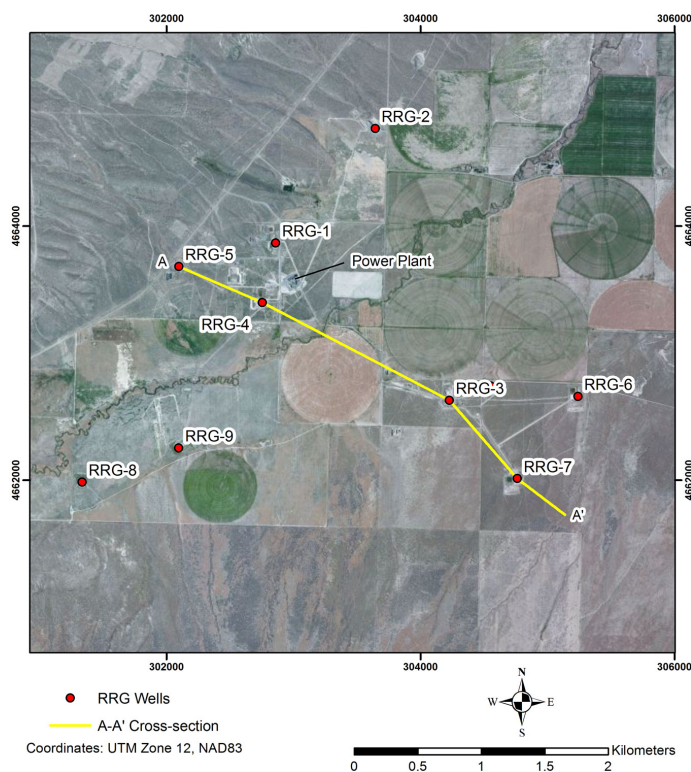 302000 304000 306000
RRG-2
4664000 4664000
RRG-1
A RRG-5
Power Plant
RRG-4
RRG-3 RRG-6
RRG-9
RRG-8 RRG-7
4662000 4662000
A'
302000 304000 306000
RRG Wells
A-A' Cross-section
Coordinates: UTM Zone 12, NAD83
N
W E
S
Kilometers
0 0.5 1 1.5 2